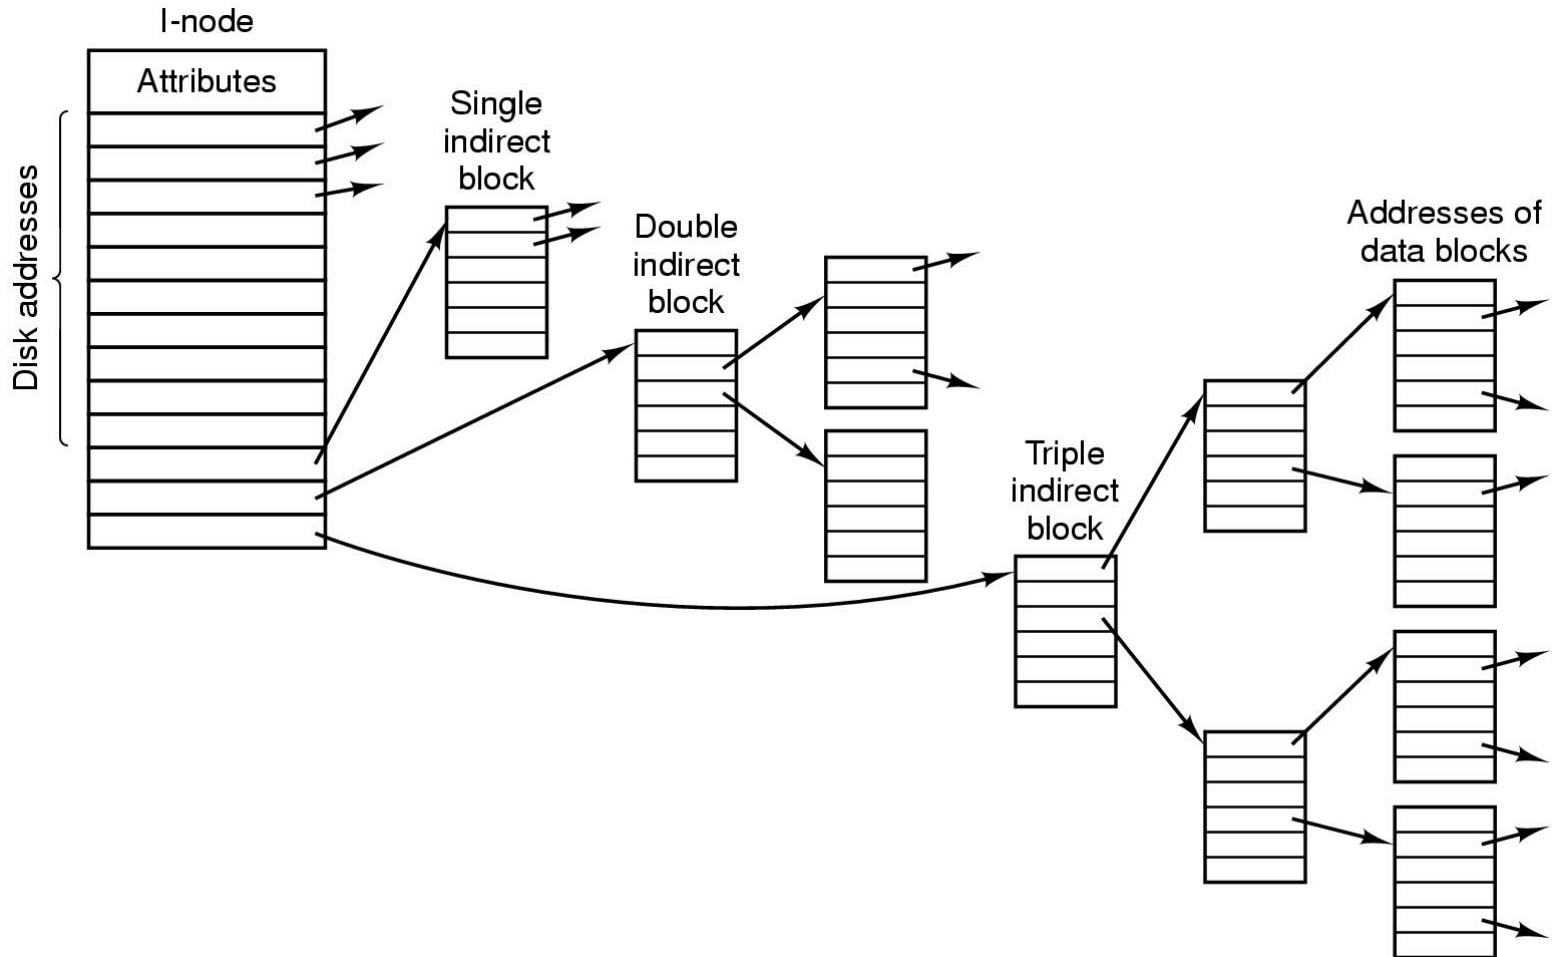 I-node
Attributes
Disk addresses
Single
indirect
block
Double
indirect
block
Triple
indirect
block
Addresses of
data blocks